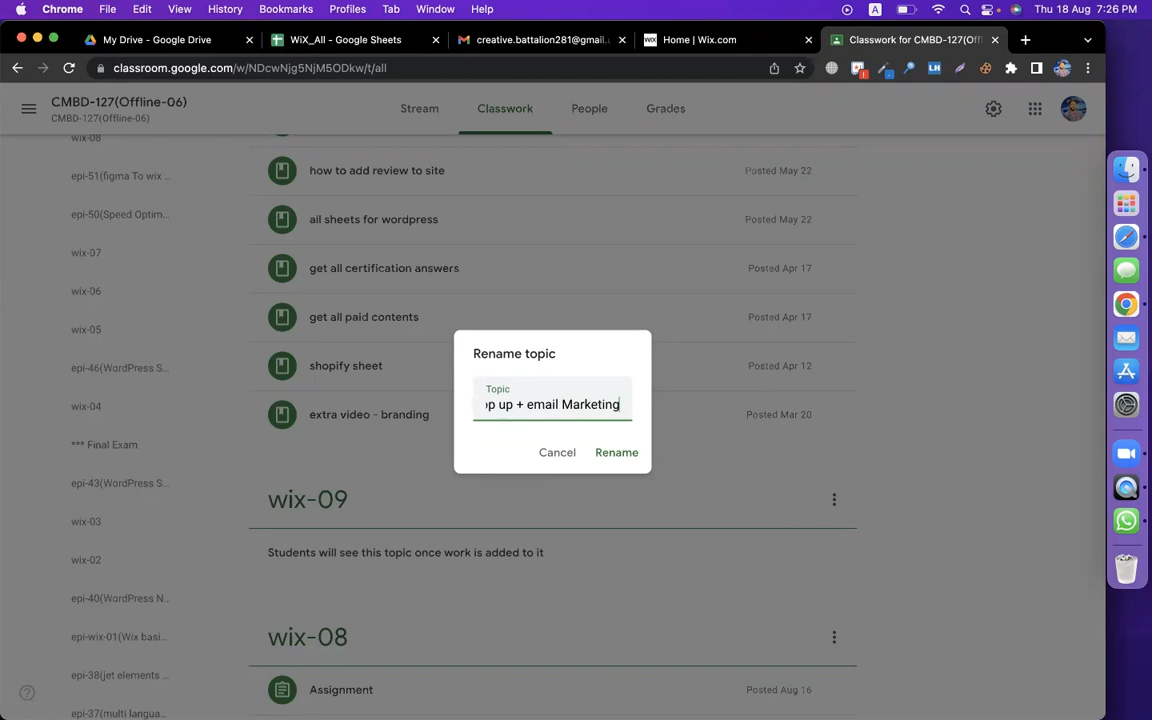 Chrome File Edit View History Bookmarks Profiles Tab Window Help A Thu 18 Aug 7:26 PM
My Drive - Google Drive WiX_All - Google Sheets creative.battalion281@gmail. Home | Wix.com Classwork for CMBD-127(Of
classroom.google.com/w/NDcwNjg5NjM5ODkw/t/all LH
CMBD-127(Offline-06)
CMBD-127(Offline-06)
Stream Classwork People Grades
wix-08
epi-51(figma To wix ...
epi-50(Speed Optim...
wix-07
wix-06
wix-05
epi-46(WordPress S...
wix-04
*** Final Exam
epi-43(WordPress S...
wix-03
wix-02
epi-40(WordPress N...
epi-wix-01(Wix basi...
epi-38(jet elements ...
epi-37(multi langua...
how to add review to site Posted May 22
ail sheets for wordpress Posted May 22
get all certification answers Posted Apr 17
get all paid contents Posted Apr 17
shopify sheet Posted Apr 12
extra video - branding Posted Mar 20
Rename topic
Topic
op up + email Marketing
Cancel Rename
wix-09
Students will see this topic once work is added to it
wix-08
Assignment Posted Aug 16